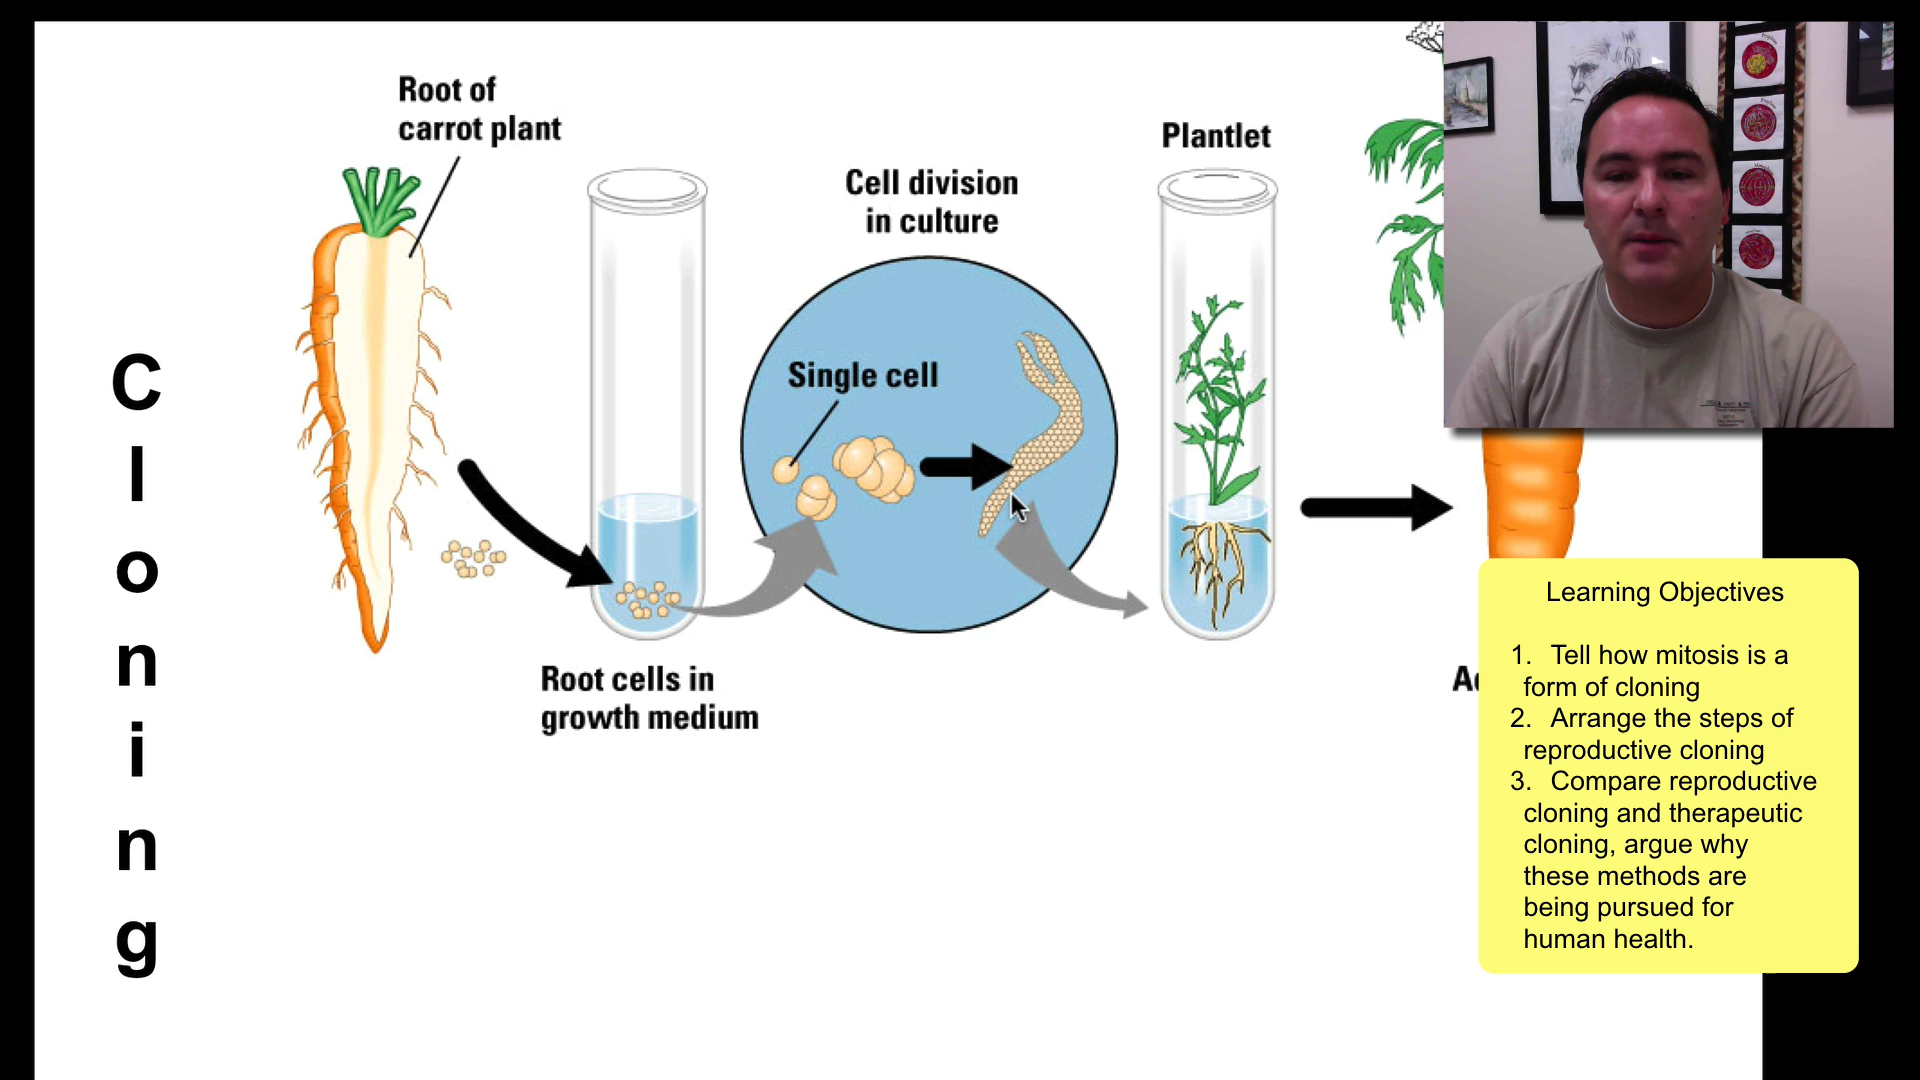 Root of
carrot plant
Cell division
in culture
Plantlet
Single cell
Root cells in
growth medium
C
l
o
n
i
n
g
Learning Objectives
1. Tell how mitosis is a
form of cloning
2. Arrange the steps of
reproductive cloning
3. Compare reproductive
cloning and therapeutic
cloning, argue why
these methods are
being pursued for
human health.